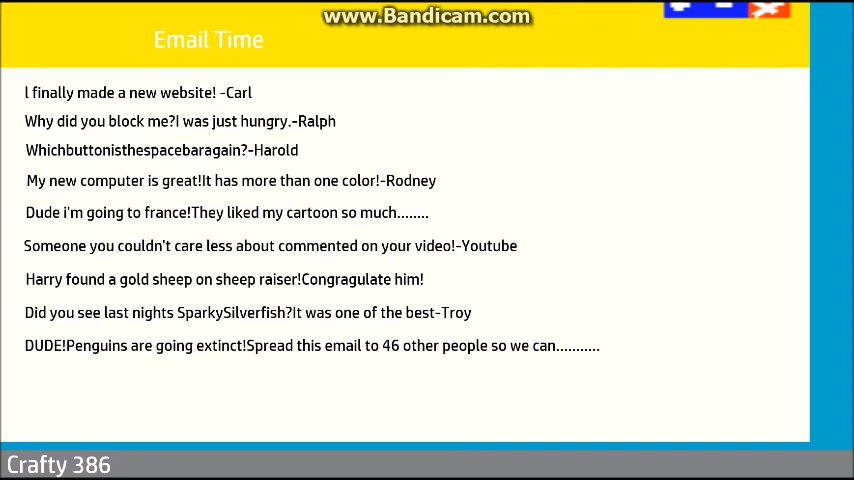 www.Bandicam.com
Email Time
I finally made a new website! -Carl
Why did you block me?I was just hungry.-Ralph
Whichbuttonisthespacebaragain?-Harold
My new computer is great!It has more than one color!-Rodney
Dude i'm going to france!They liked my cartoon so much........
Someone you couldn't care less about commented on your video!-Youtube
Harry found a gold sheep on sheep raiser!Congragulate him!
Did you see last nights SparkySilverfish?It was one of the best-Troy
DUDE!Penguins are going extinct!Spread this email to 46 other people so we can...........
Crafty 386